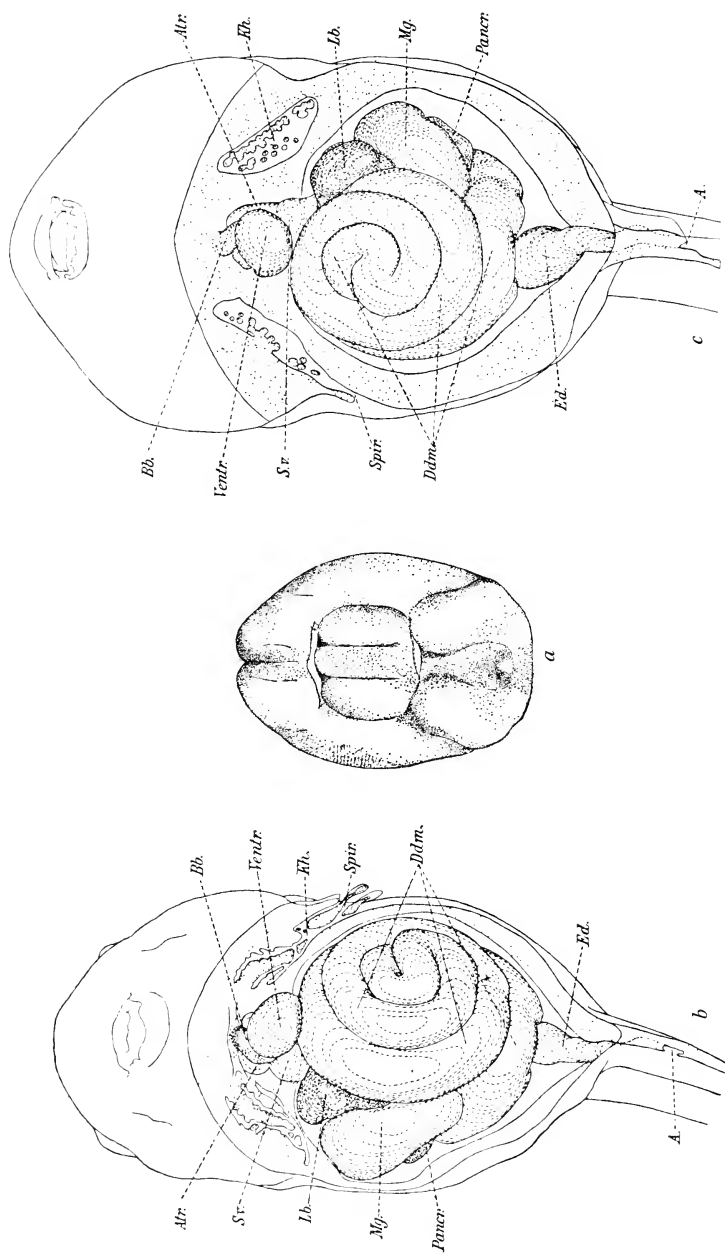 Atr.
Kh.
Lb.
Mg.
Pancr.
Bb.
Ventr.
S.v.
Spir.
Ddm.
Ed.
A.
c
a
Bb.
Ventr.
Kh.
Spir.
Ddm.
Ed.
Atr.
S.v.
Lb.
Mg.
Pancr.
A.
b